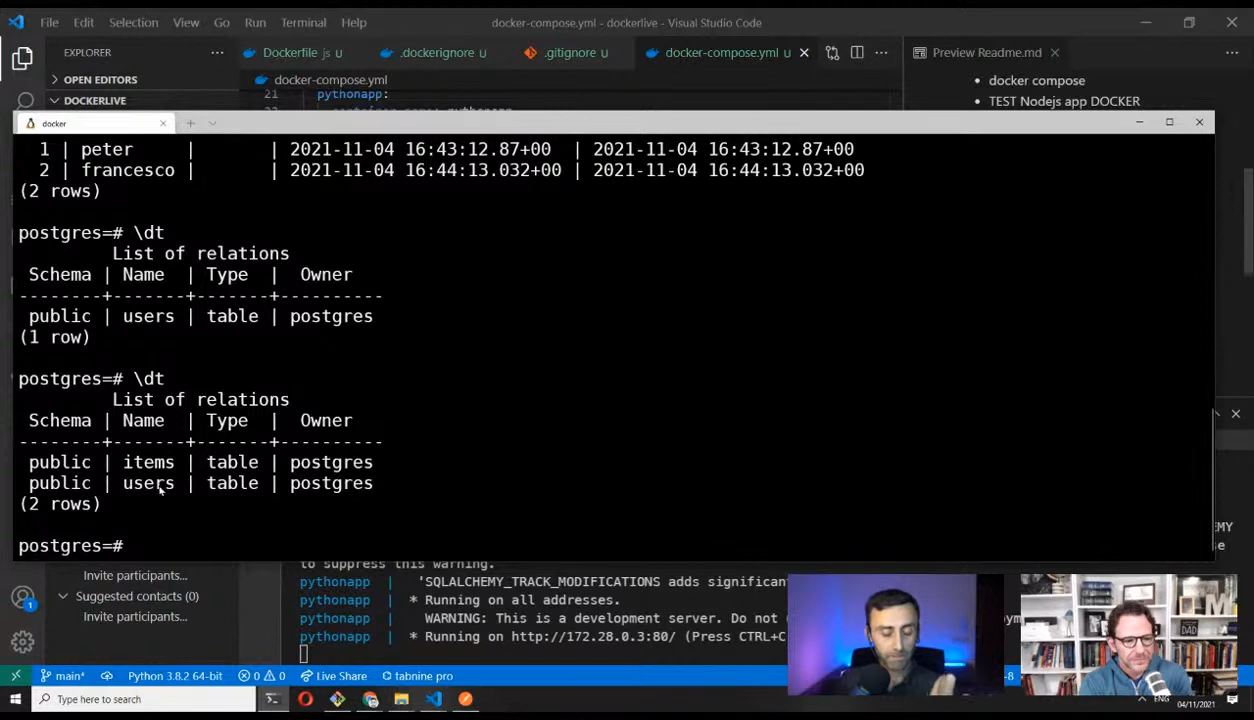 File Edit Selection View Go Run Terminal Help docker-compose.yml - dockerlive - Visual Studio Code
EXPLORER Dockerfile js U .dockerignore U .gitignore U docker-compose.yml U Preview Readme.md
OPEN EDITORS docker-compose.yml docker compose
DOCKERLIVE 21 pythonapp: TEST Nodejs app DOCKER
docker
1 | peter | | 2021-11-04 16:43:12.87+00 | 2021-11-04 16:43:12.87+00
2 | francesco | | 2021-11-04 16:44:13.032+00 | 2021-11-04 16:44:13.032+00
(2 rows)
postgres=# \dt
List of relations
Schema | Name | Type | Owner
--------+-------+-------+----------
public | users | table | postgres
(1 row)
postgres=# \dt
List of relations
Schema | Name | Type | Owner
--------+-------+-------+----------
public | items | table | postgres
public | users | table | postgres
(2 rows)
postgres=#
to suppress this warning.
Invite participants...
pythonapp | 'SQLALCHEMY_TRACK_MODIFICATIONS adds significan
Suggested contacts (0)
pythonapp | * Running on all addresses.
Invite participants...
pythonapp | WARNING: This is a development server. Do not
pythonapp | * Running on http://172.28.0.3:80/ (Press CTRL+C
main* Python 3.8.2 64-bit 0 0 Live Share tabnine pro
Type here to search
ENG
04/11/2021